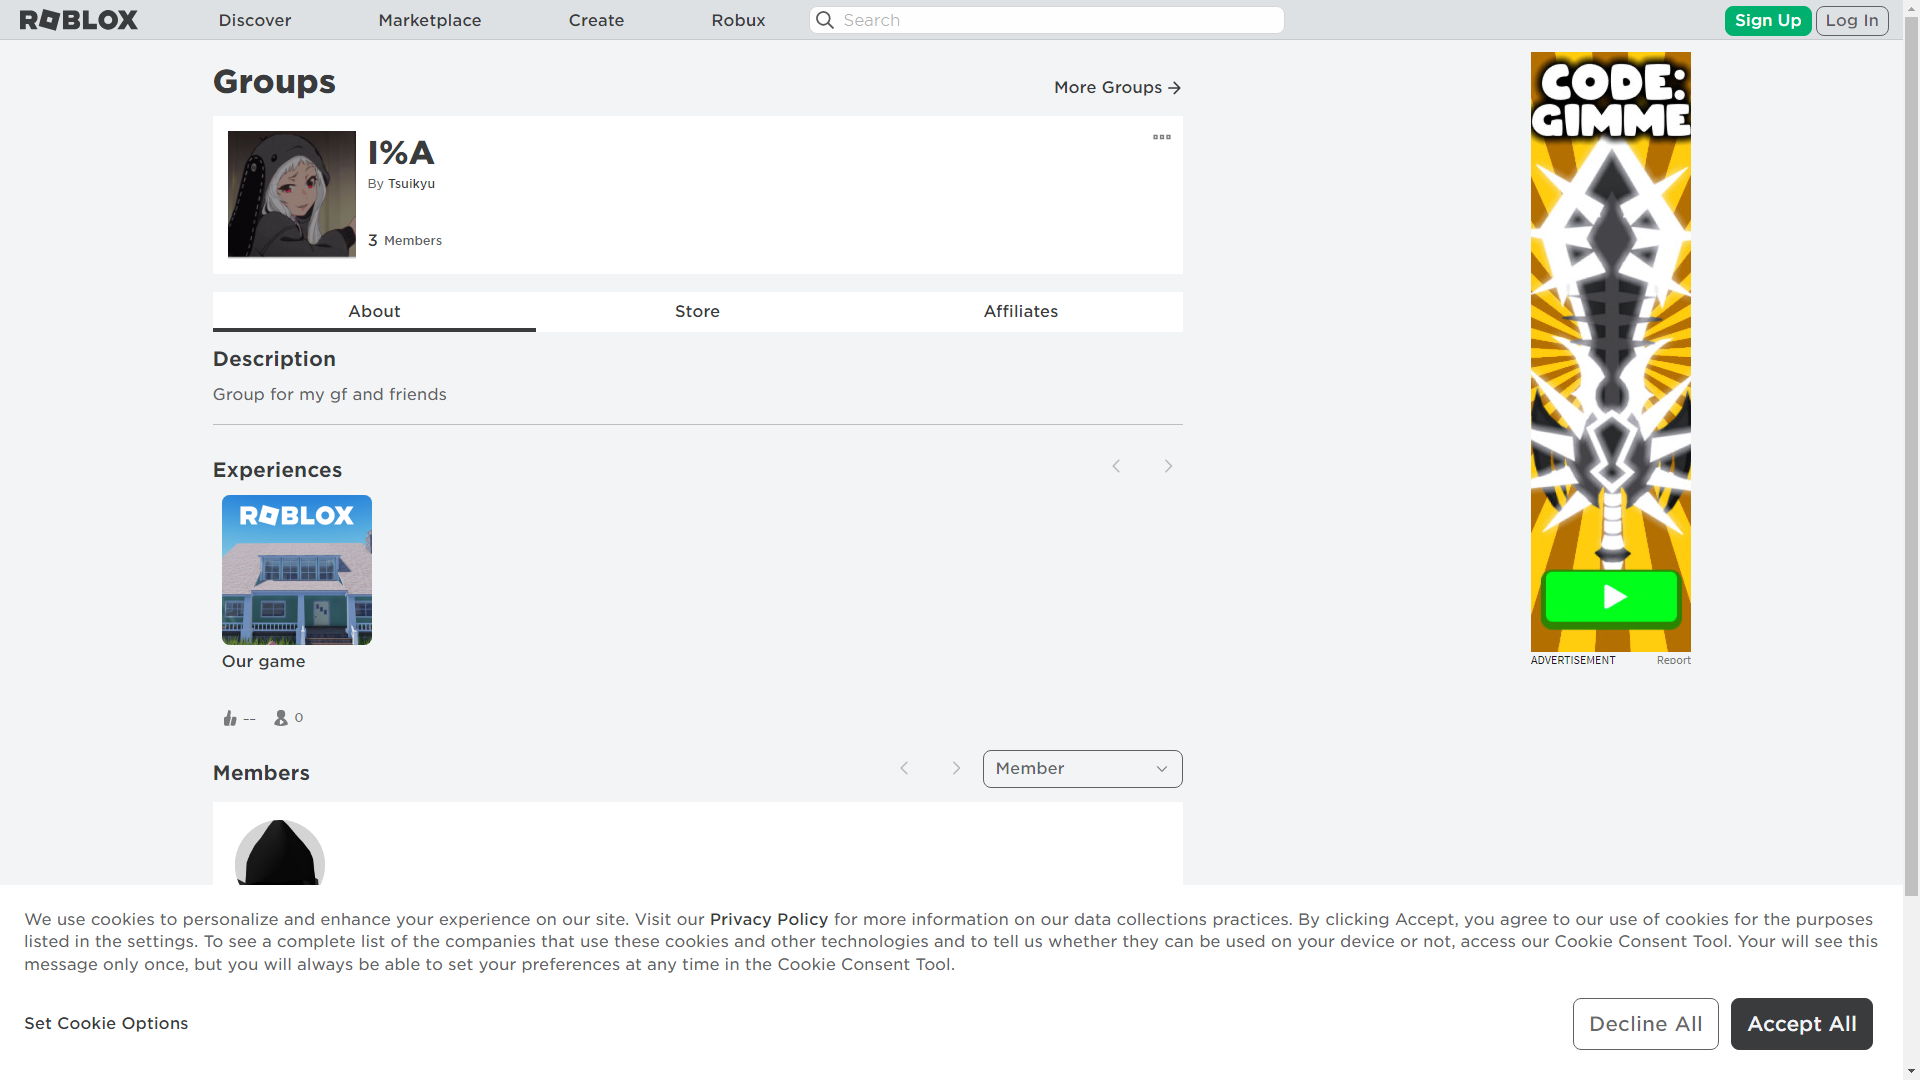 ROBLOX
Discover
Marketplace
Create
Robux
Search
Sign Up
Log In
Groups
More Groups
I%A
By Tsuikyu
3 Members
About
Store
Affiliates
Description
Group for my gf and friends
Experiences
ROBLOX
Our game
--
0
Members
Member
CODE:
GIMME
ADVERTISEMENT
Report
We use cookies to personalize and enhance your experience on our site. Visit our Privacy Policy for more information on our data collections practices. By clicking Accept, you agree to our use of cookies for the purposes
listed in the settings. To see a complete list of the companies that use these cookies and other technologies and to tell us whether they can be used on your device or not, access our Cookie Consent Tool. Your will see this
message only once, but you will always be able to set your preferences at any time in the Cookie Consent Tool.
Set Cookie Options
Decline All
Accept All